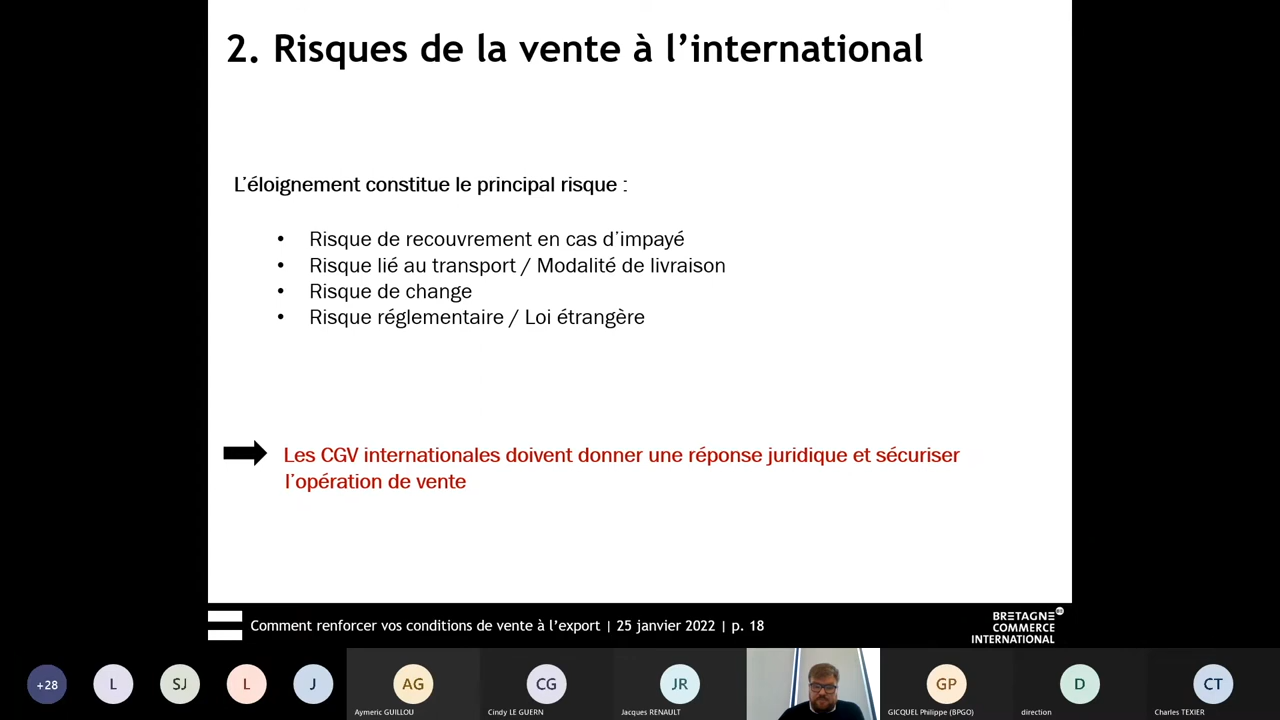 2. Risques de la vente à l’international
L’éloignement constitue le principal risque :
• Risque de recouvrement en cas d’impayé
• Risque lié au transport / Modalité de livraison
• Risque de change
• Risque réglementaire / Loi étrangère
Les CGV internationales doivent donner une réponse juridique et sécuriser
l’opération de vente
Comment renforcer vos conditions de vente à l’export | 25 janvier 2022 | p. 18
BRETAGNE
COMMERCE
INTERNATIONAL
+28
L
SJ
L
J
AG
CG
JR
GP
D
CT
Aymeric GUILLOU
Cindy LE GUERN
Jacques RENAULT
GICQUEL Philippe (BPGO)
direction
Charles TEXIER